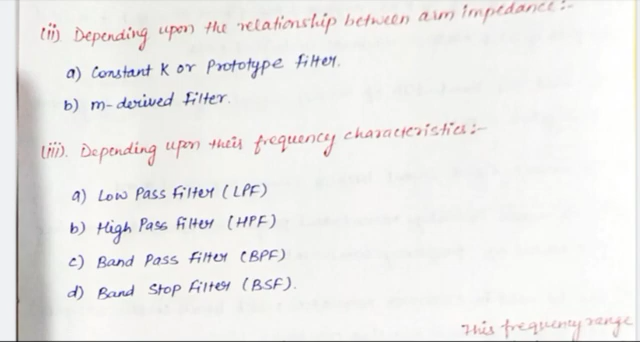 (ii) Depending upon the relationship between arm impedance:-
a) Constant K or Prototype filter.
b) m-derived filter.
(iii). Depending upon their frequency characteristics:-
a) Low Pass Filter (LPF)
b) High Pass Filter (HPF)
c) Band Pass Filter (BPF)
d) Band Stop Filter (BSF).
This frequency range